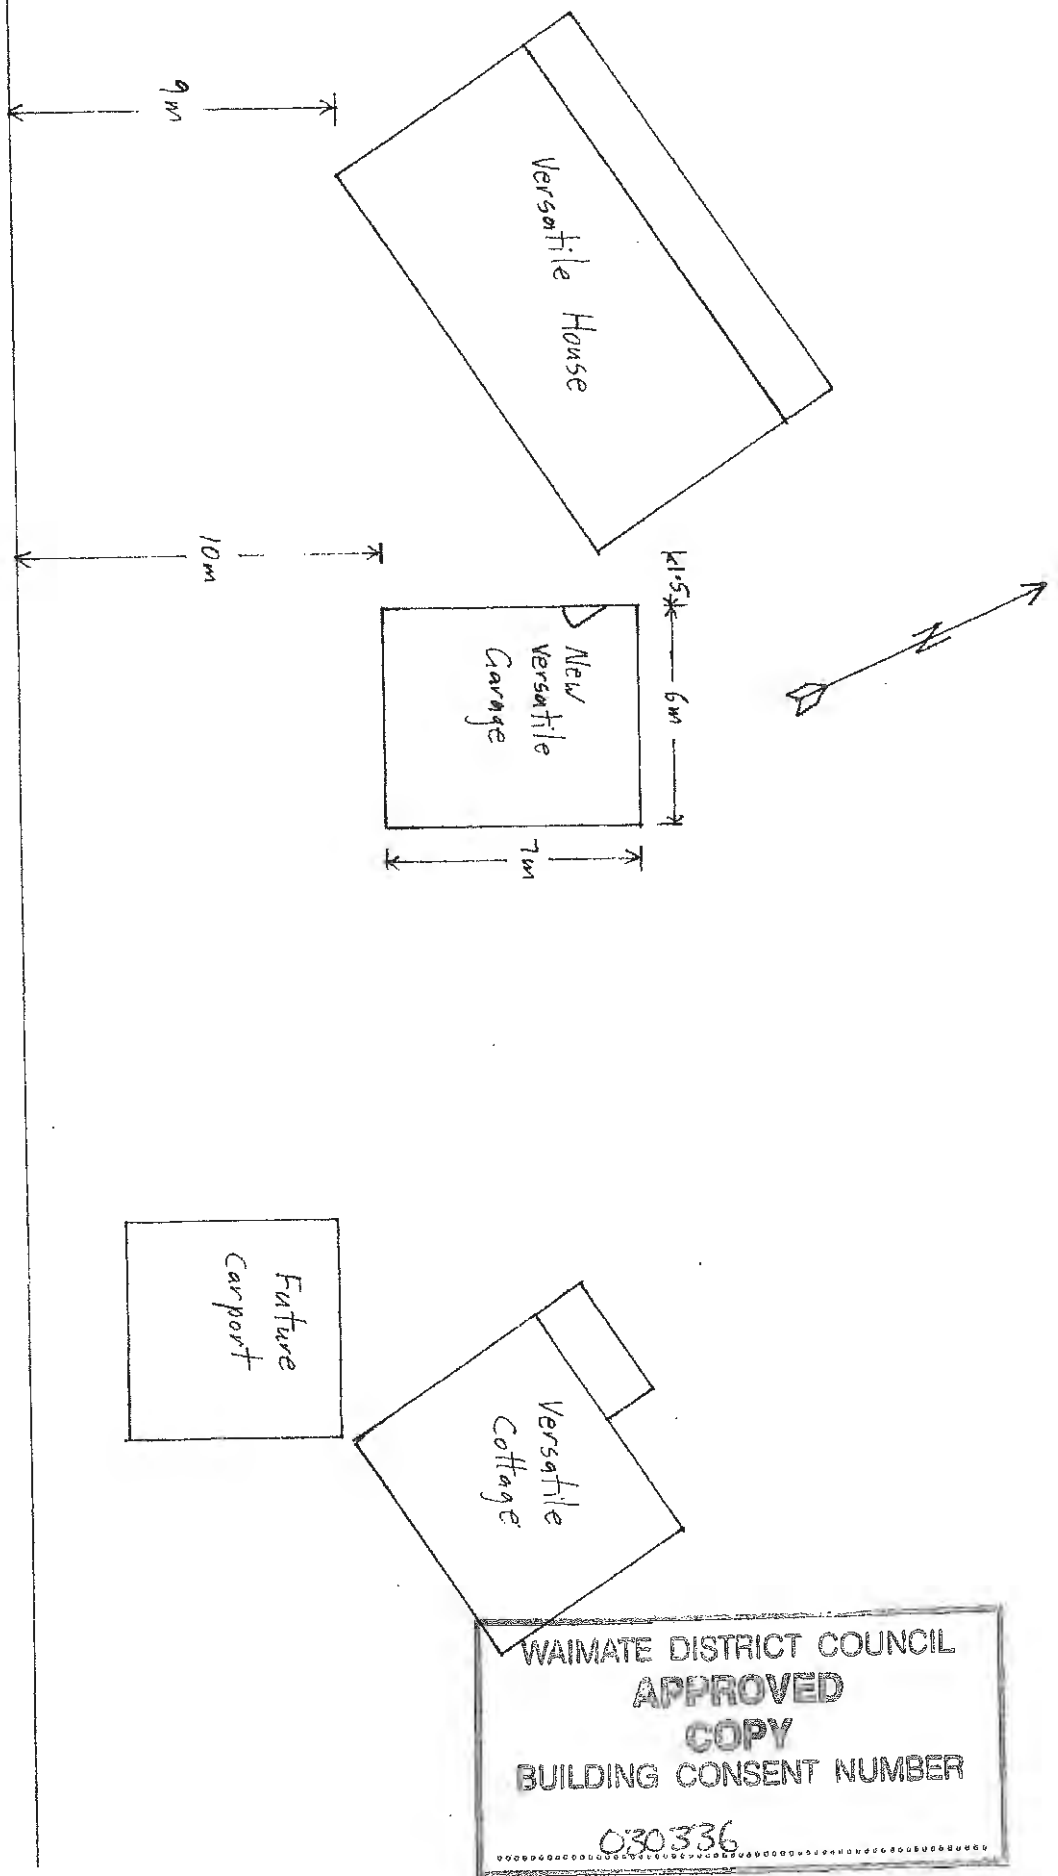 9m
Versatile House
10m
1.5
6m
New
Versatile
Garage
7m
N
Future
Carport
Versatile
Cottage
WAIMATE DISTRICT COUNCIL
APPROVED
COPY
BUILDING CONSENT NUMBER
030336